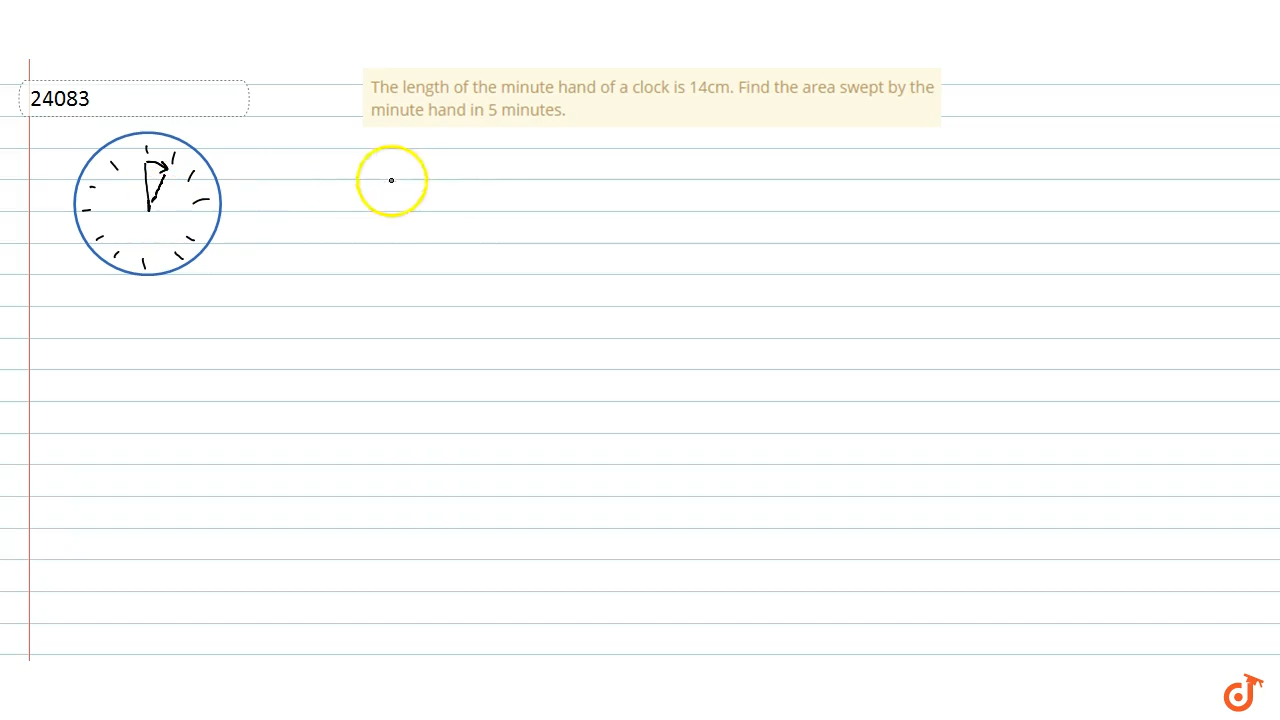 24083
The length of the minute hand of a clock is 14cm. Find the area swept by the
minute hand in 5 minutes.